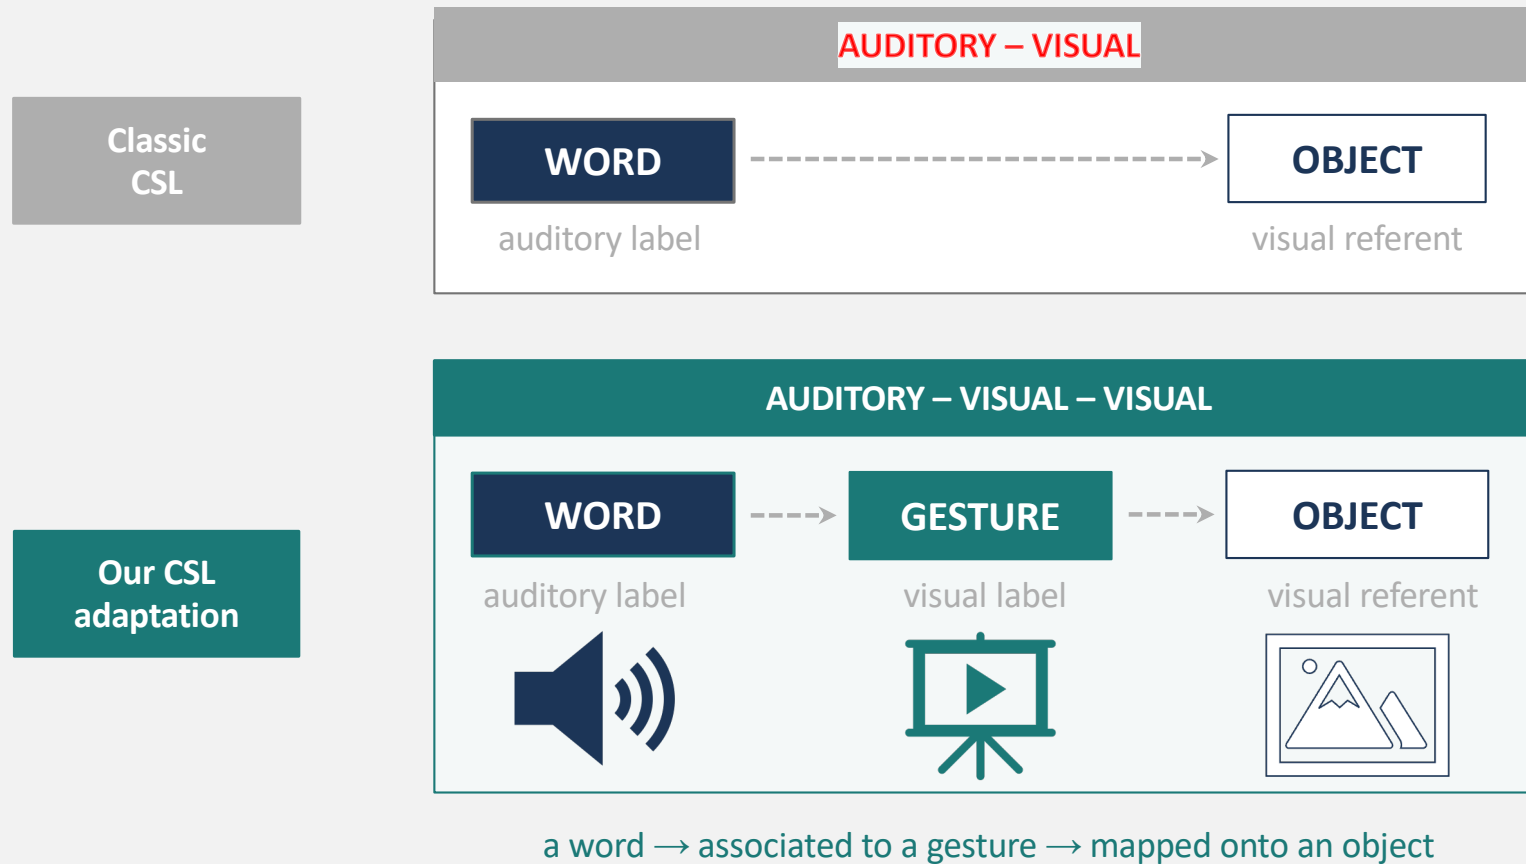 AUDITORY – VISUAL
Classic
CSL
WORD
OBJECT
auditory label
visual referent
AUDITORY – VISUAL – VISUAL
Our CSL
adaptation
WORD
GESTURE
OBJECT
auditory label
visual label
visual referent
a word → associated to a gesture → mapped onto an object